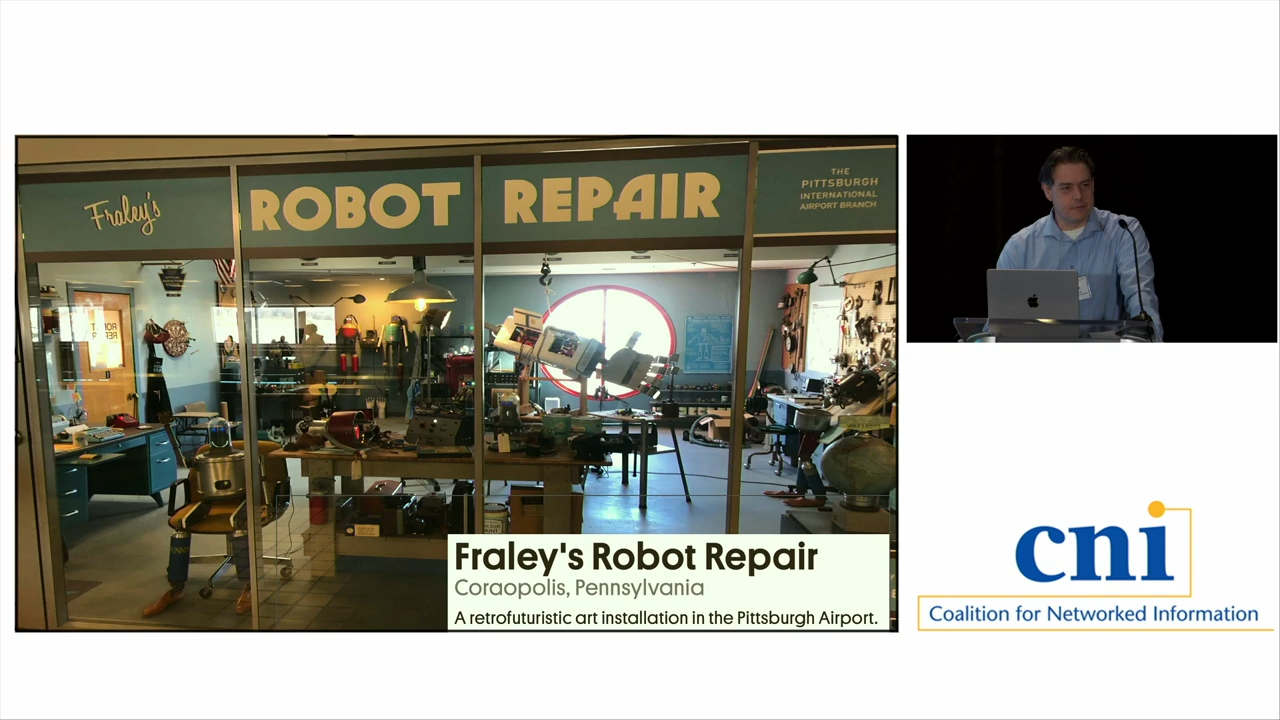 Fraley's
ROBOT REPAIR
THE
PITTSBURGH
INTERNATIONAL
AIRPORT BRANCH
Fraley's Robot Repair
Coraopolis, Pennsylvania
A retrofuturistic art installation in the Pittsburgh Airport.
cni
Coalition for Networked Information